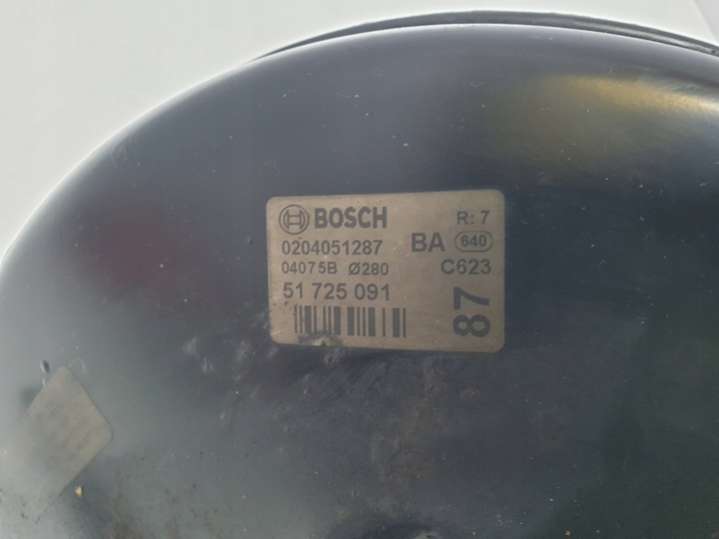 BOSCH R: 7
0204051287 BA 640
04075B Ø280 C623
51 725 091
87